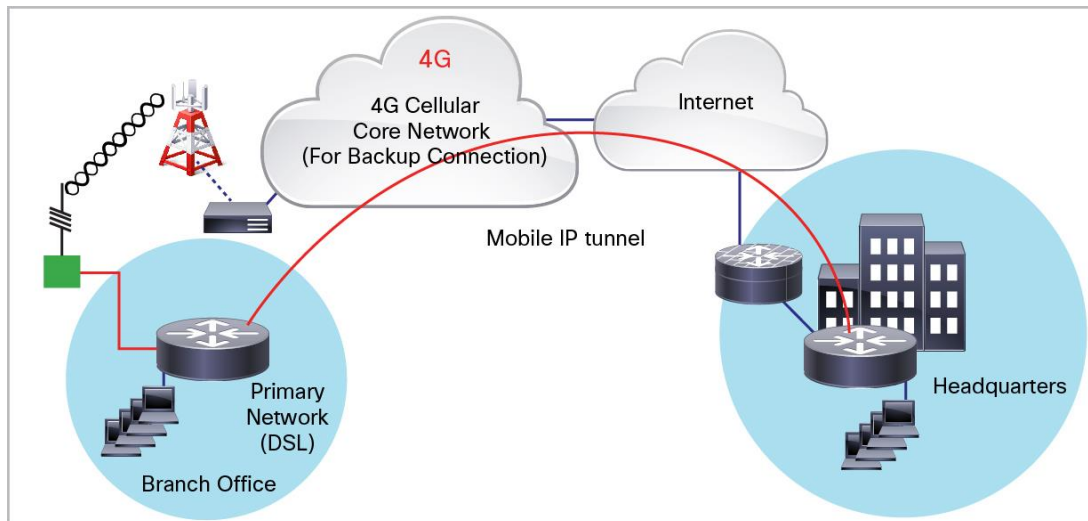 4G
4G Cellular
Core Network
(For Backup Connection)
Internet
Mobile IP tunnel
Primary
Network
(DSL)
Branch Office
Headquarters